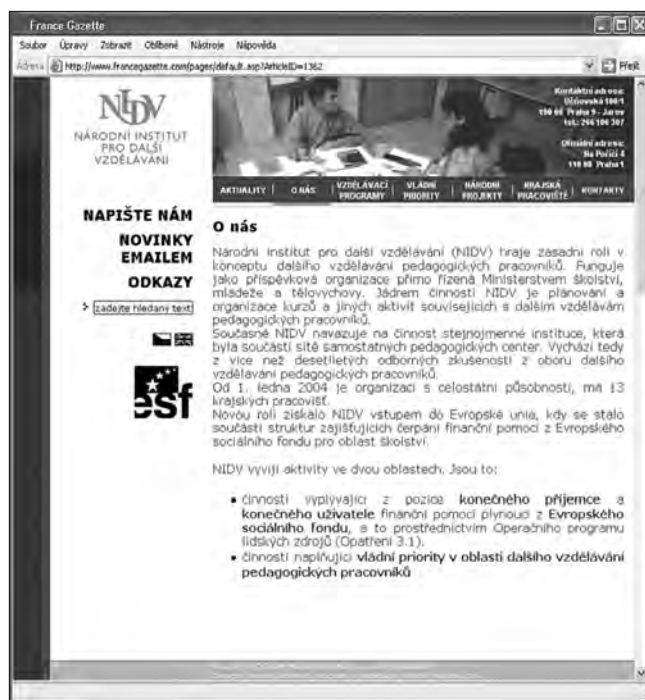 France Gazette
Soubor Úpravy Zobrazit Oblíbené Nástroje Nápověda
Adresa http://www.francegazette.com/pages/default.asp?ArticleID=1362 Přejít
NIDV
NÁRODNÍ INSTITUT
PRO DALŠÍ
VZDĚLÁVÁNÍ
Kontaktní adresa:
Učňovská 100/1
190 00 Praha 9 - Jarov
tel.: 266 106 307
Oficiální adresa:
Na Poříčí 4
110 00 Praha 1
AKTUALITY | O NÁS | VZDĚLÁVACÍ PROGRAMY | VLÁDNÍ PRIORITY | NÁRODNÍ PROJEKTY | KRAJSKÁ PRACOVIŠTĚ | KONTAKTY
NAPIŠTE NÁM
NOVINKY
EMAILEM
ODKAZY
zadejte hledaný text
esf
O nás
Národní institut pro další vzdělávání (NIDV) hraje zásadní roli v
konceptu dalšího vzdělávání pedagogických pracovníků. Funguje
jako příspěvková organizace přímo řízená Ministerstvem školství,
mládeže a tělovýchovy. Jádrem činnosti NIDV je plánování a
organizace kurzů a jiných aktivit souvisejících s dalším vzdělávám
pedagogických pracovníků.
Současné NIDV navazuje na činnost stejnojmenné instituce, která
byla součástí sítě samostatných pedagogických center. Vychází tedy
z více než desetiletých odborných zkušeností z oboru dalšího
vzdělávání pedagogických pracovníků.
Od 1. ledna 2004 je organizací s celostátní působností, má 13
krajských pracovišť.
Novou roli získalo NIDV vstupem do Evropské unie, kdy se stalo
součástí struktur zajišťujících čerpání finanční pomoci z Evropského
sociálního fondu pro oblast školství.
NIDV vyvíjí aktivity ve dvou oblastech. Jsou to:
• činnosti vyplývající z pozice konečného příjemce a
konečného uživatele finanční pomoci plynoucí z Evropského
sociálního fondu, a to prostřednictvím Operačního programu
lidských zdrojů (Opatření 3.1).
• činnosti naplňující vládní priority v oblasti dalšího vzdělávání
pedagogických pracovníků